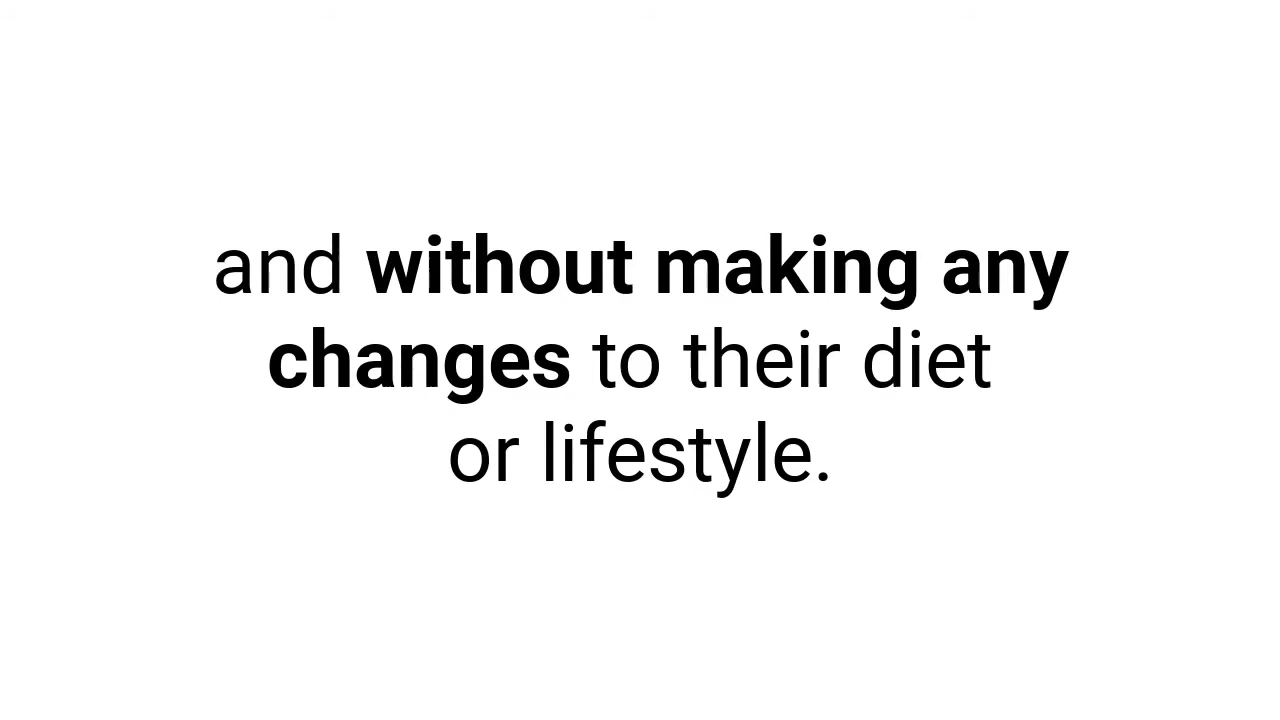 and without making any
changes to their diet
or lifestyle.